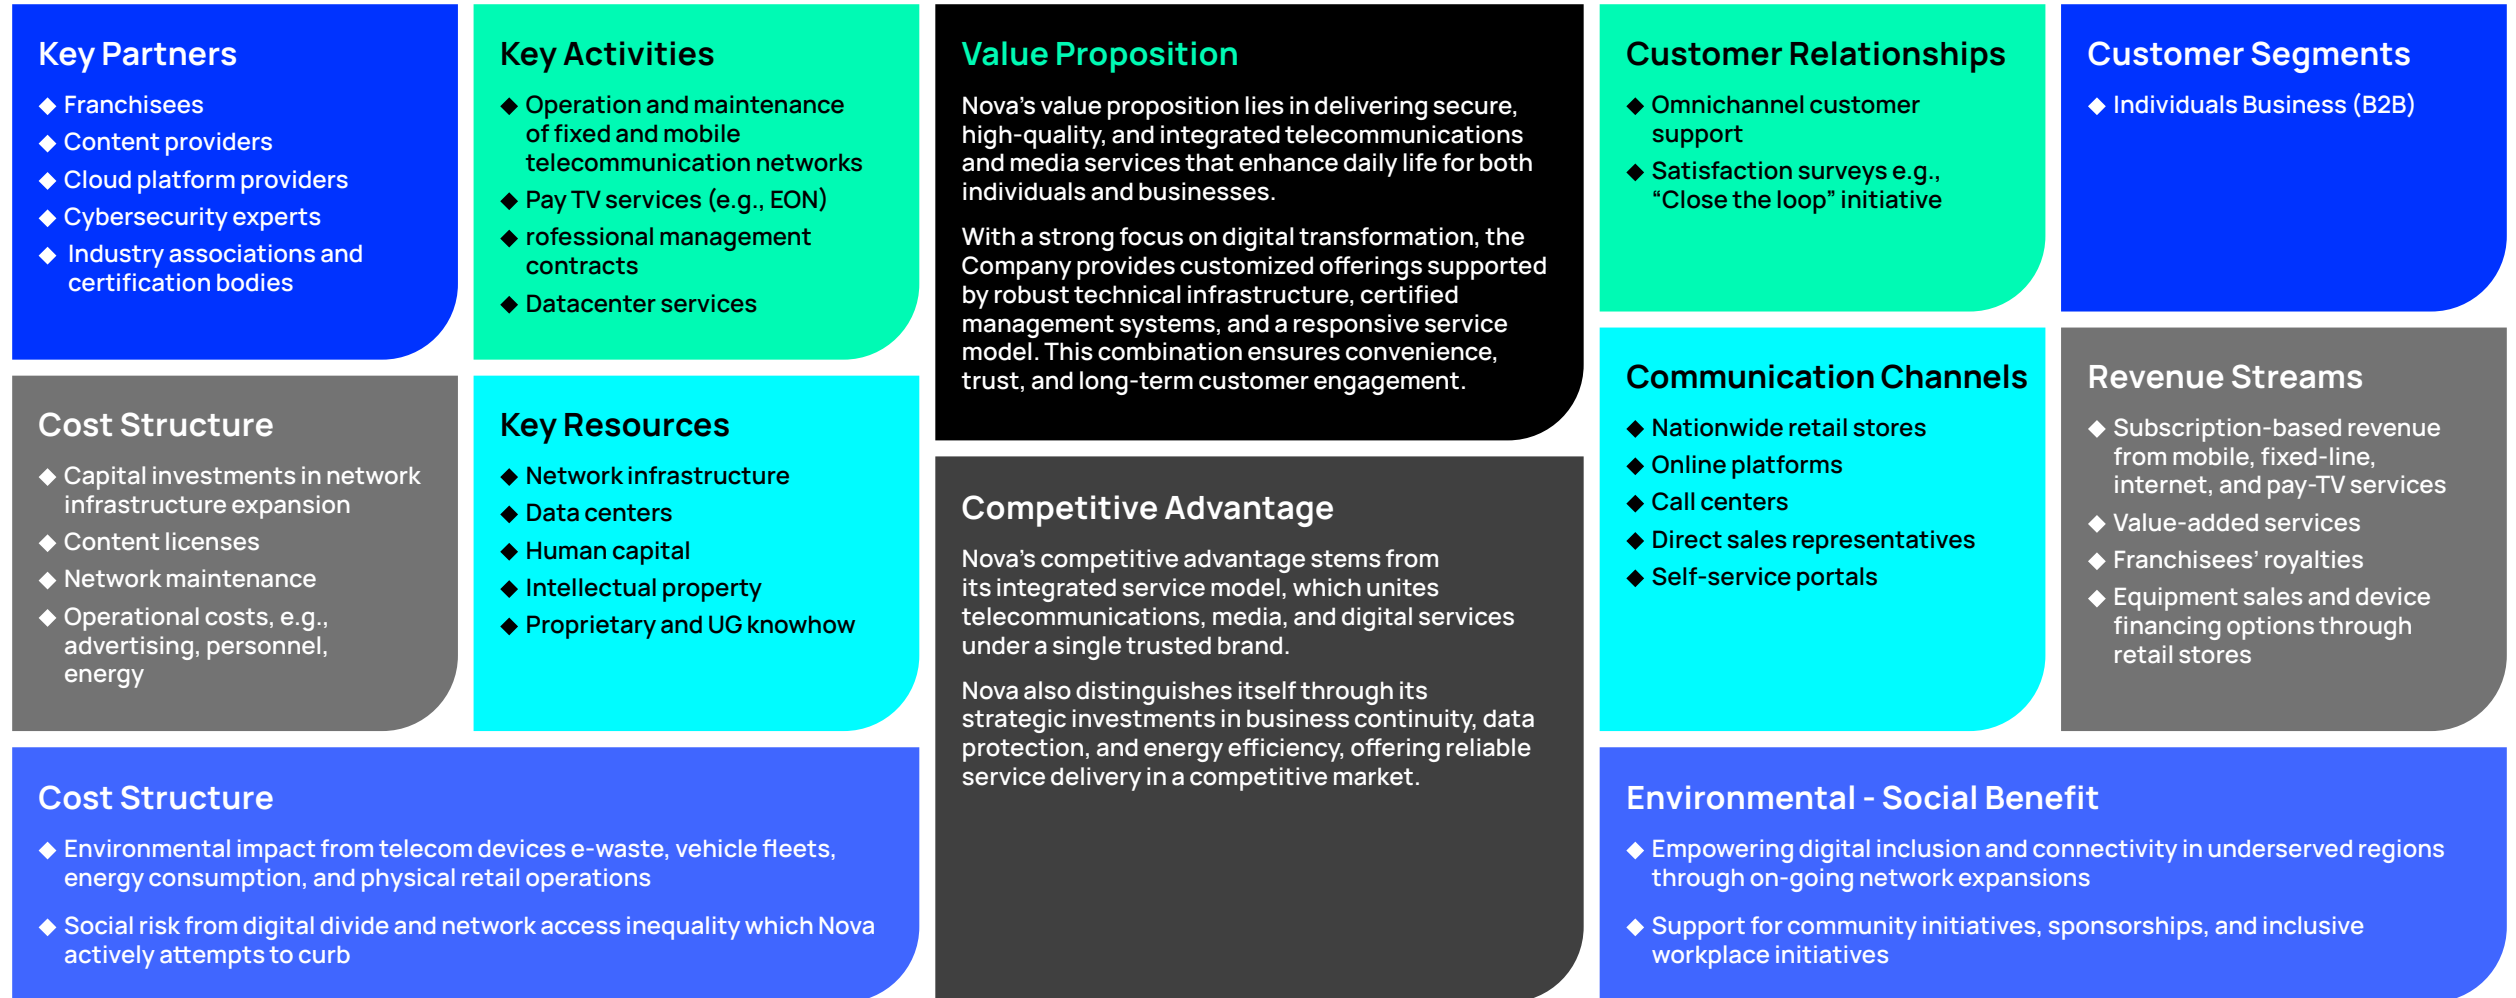 Key Partners
◆ Franchisees
◆ Content providers
◆ Cloud platform providers
◆ Cybersecurity experts
◆ Industry associations and
certification bodies
Key Activities
◆ Operation and maintenance
of fixed and mobile
telecommunication networks
◆ Pay TV services (e.g., EON)
◆ rofessional management
contracts
◆ Datacenter services
Value Proposition
Nova's value proposition lies in delivering secure,
high-quality, and integrated telecommunications
and media services that enhance daily life for both
individuals and businesses.
With a strong focus on digital transformation, the
Company provides customized offerings supported
by robust technical infrastructure, certified
management systems, and a responsive service
model. This combination ensures convenience,
trust, and long-term customer engagement.
Customer Relationships
◆ Omnichannel customer
support
◆ Satisfaction surveys e.g.,
“Close the loop” initiative
Customer Segments
◆ Individuals Business (B2B)
Cost Structure
◆ Capital investments in network
infrastructure expansion
◆ Content licenses
◆ Network maintenance
◆ Operational costs, e.g.,
advertising, personnel,
energy
Key Resources
◆ Network infrastructure
◆ Data centers
◆ Human capital
◆ Intellectual property
◆ Proprietary and UG knowhow
Competitive Advantage
Nova's competitive advantage stems from
its integrated service model, which unites
telecommunications, media, and digital services
under a single trusted brand.
Nova also distinguishes itself through its
strategic investments in business continuity, data
protection, and energy efficiency, offering reliable
service delivery in a competitive market.
Communication Channels
◆ Nationwide retail stores
◆ Online platforms
◆ Call centers
◆ Direct sales representatives
◆ Self-service portals
Revenue Streams
◆ Subscription-based revenue
from mobile, fixed-line,
internet, and pay-TV services
◆ Value-added services
◆ Franchisees' royalties
◆ Equipment sales and device
financing options through
retail stores
Cost Structure
◆ Environmental impact from telecom devices e-waste, vehicle fleets,
energy consumption, and physical retail operations
◆ Social risk from digital divide and network access inequality which Nova
actively attempts to curb
Environmental - Social Benefit
◆ Empowering digital inclusion and connectivity in underserved regions
through on-going network expansions
◆ Support for community initiatives, sponsorships, and inclusive
workplace initiatives